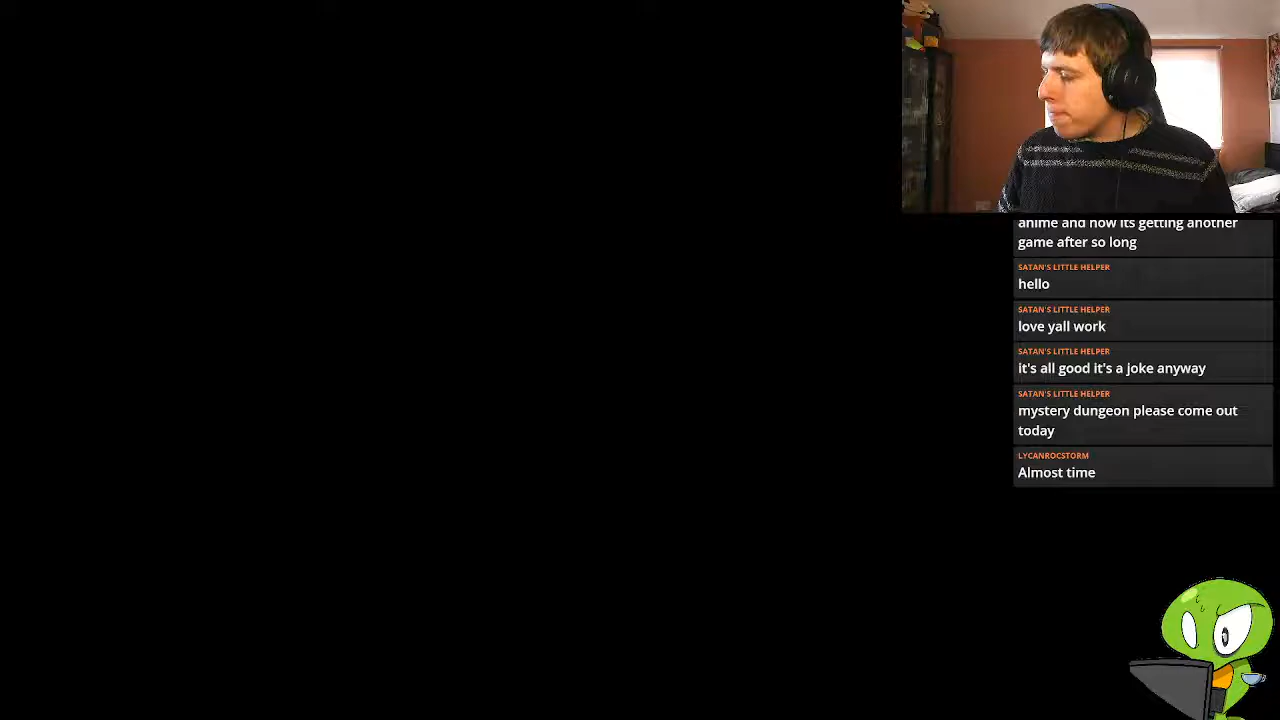 anime and now its getting another
game after so long
SATAN'S LITTLE HELPER
hello
SATAN'S LITTLE HELPER
love yall work
SATAN'S LITTLE HELPER
it's all good it's a joke anyway
SATAN'S LITTLE HELPER
mystery dungeon please come out
today
LYCANROCSTORM
Almost time